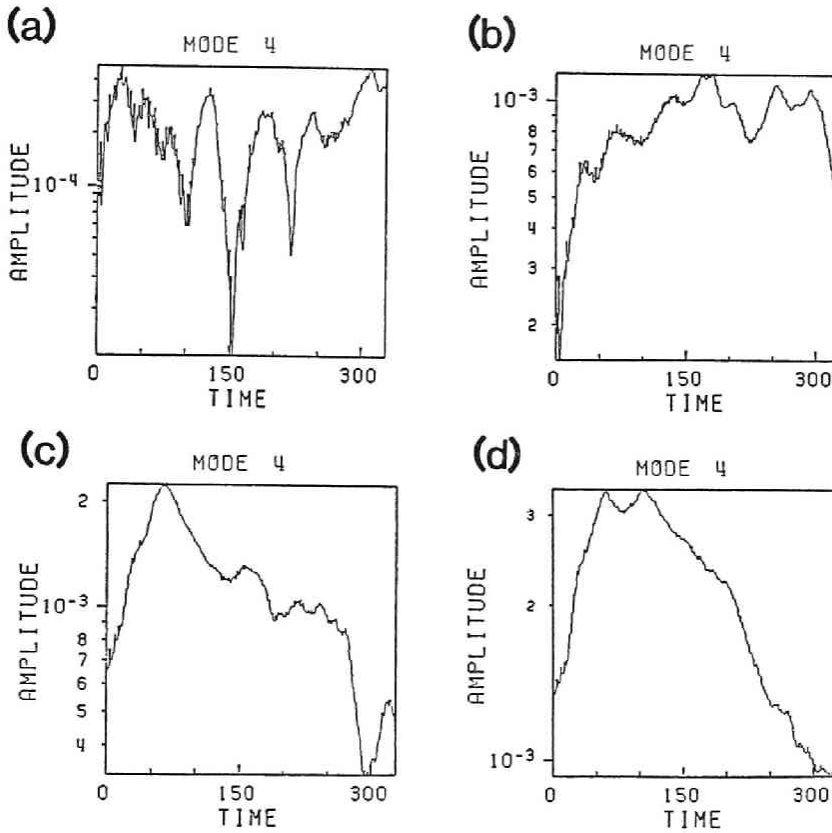 (a)
MODE 4
AMPLITUDE
10⁻⁴
0 150 300
TIME
(b)
MODE 4
AMPLITUDE
10⁻³
8
7
6
5
4
3
2
0 150 300
TIME
(c)
MODE 4
AMPLITUDE
2
10⁻³
8
7
6
5
4
0 150 300
TIME
(d)
MODE 4
AMPLITUDE
3
2
10⁻³
0 150 300
TIME